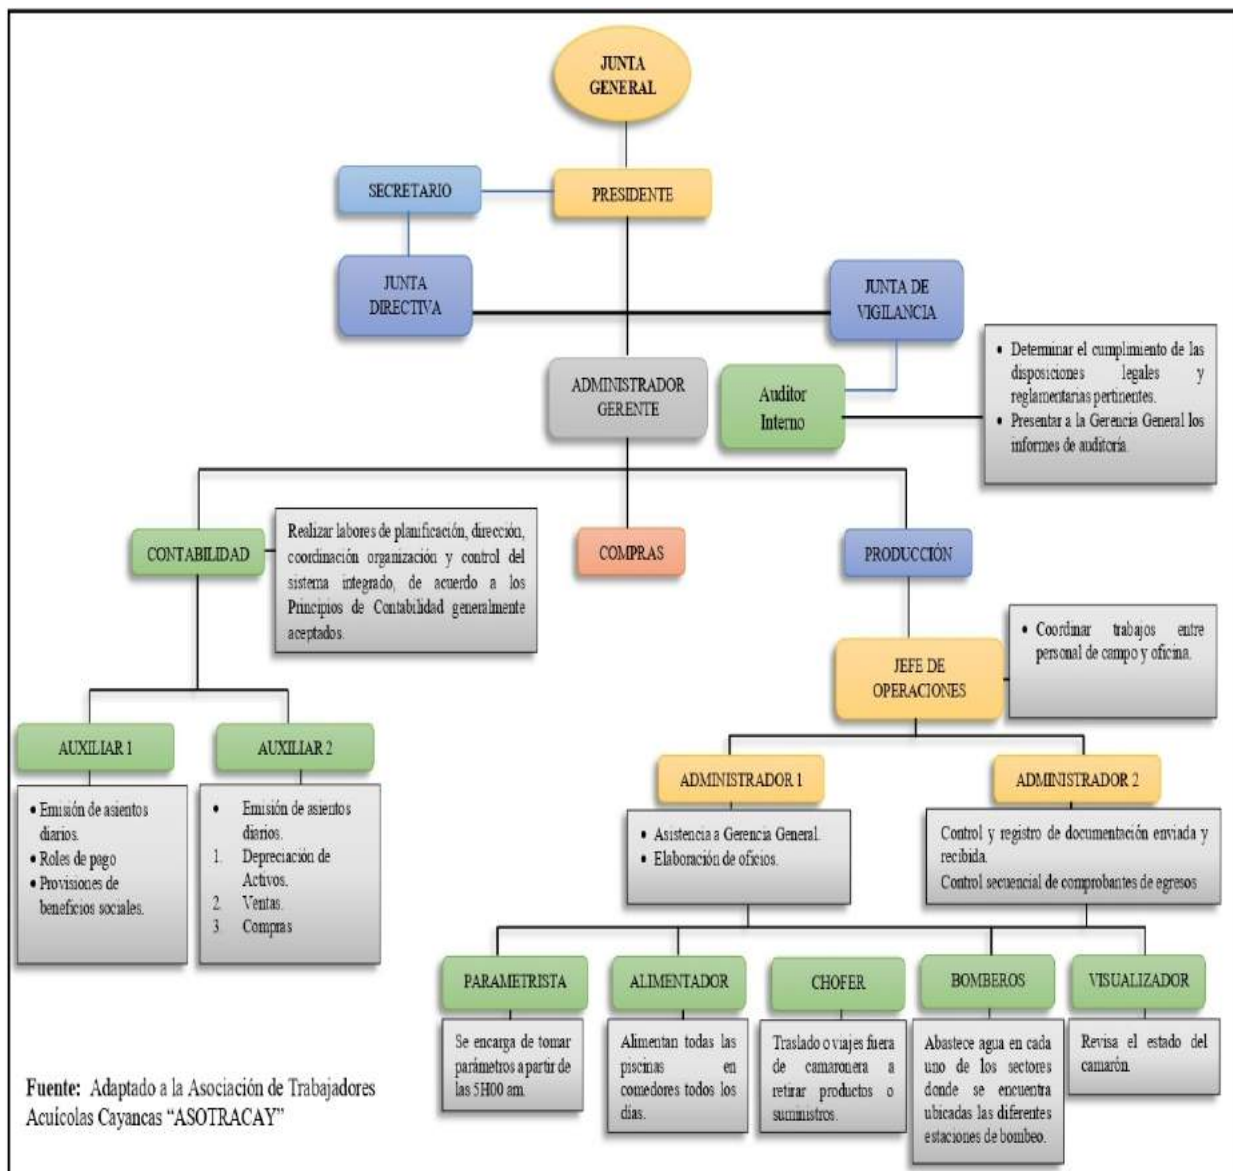 JUNTA
GENERAL
SECRETARIO
PRESIDENTE
JUNTA
DIRECTIVA
JUNTA DE
VIGILANCIA
ADMINISTRADOR
GERENTE
Auditor
Interno
• Determinar el cumplimiento de las
disposiciones legales y
reglamentarias pertinentes.
• Presentar a la Gerencia General los
informes de auditoría.
CONTABILIDAD
Realizar labores de planificación, dirección,
coordinación organización y control del
sistema integrado, de acuerdo a los
Principios de Contabilidad generalmente
aceptados.
COMPRAS
PRODUCCIÓN
JEFE DE
OPERACIONES
• Coordinar trabajos entre
personal de campo y oficina.
AUXILIAR 1
• Emisión de asientos
diarios.
• Roles de pago
• Provisiones de
beneficios sociales.
AUXILIAR 2
• Emisión de asientos
diarios.
1. Depreciación de
Activos.
2. Ventas.
3. Compras
ADMINISTRADOR 1
• Asistencia a Gerencia General.
• Elaboración de oficios.
ADMINISTRADOR 2
Control y registro de documentación enviada y
recibida.
Control secuencial de comprobantes de egresos
PARAMETRISTA
Se encarga de tomar
parámetros a partir de
las 5H00 am.
ALIMENTADOR
Alimentan todas las
piscinas en
comedores todos los
días.
CHOFER
Traslado o viajes fuera
de camaronera a
retirar productos o
suministros.
BOMBEROS
Abastece agua en cada
uno de los sectores
donde se encuentra
ubicadas las diferentes
estaciones de bombeo.
VISUALIZADOR
Revisa el estado del
camarón.
Fuente: Adaptado a la Asociación de Trabajadores
Acuícolas Cayancas “ASOTRACAY”